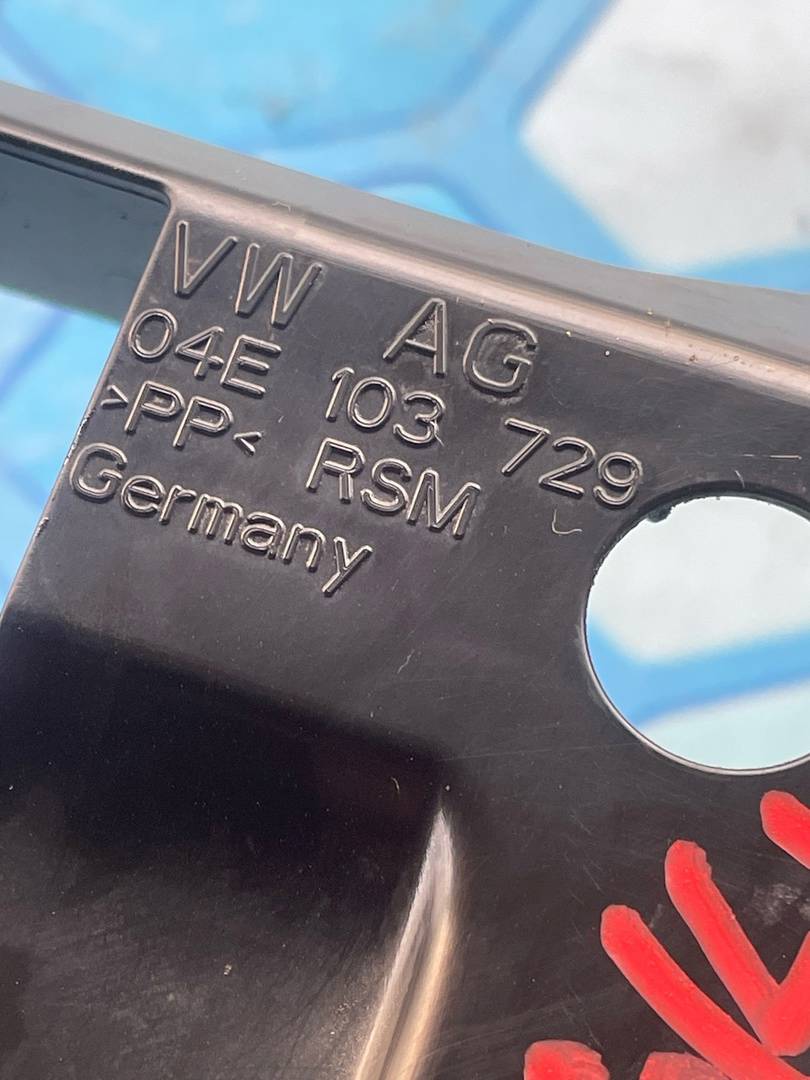 VW AG
04E 103 729
>PP< RSM
Germany